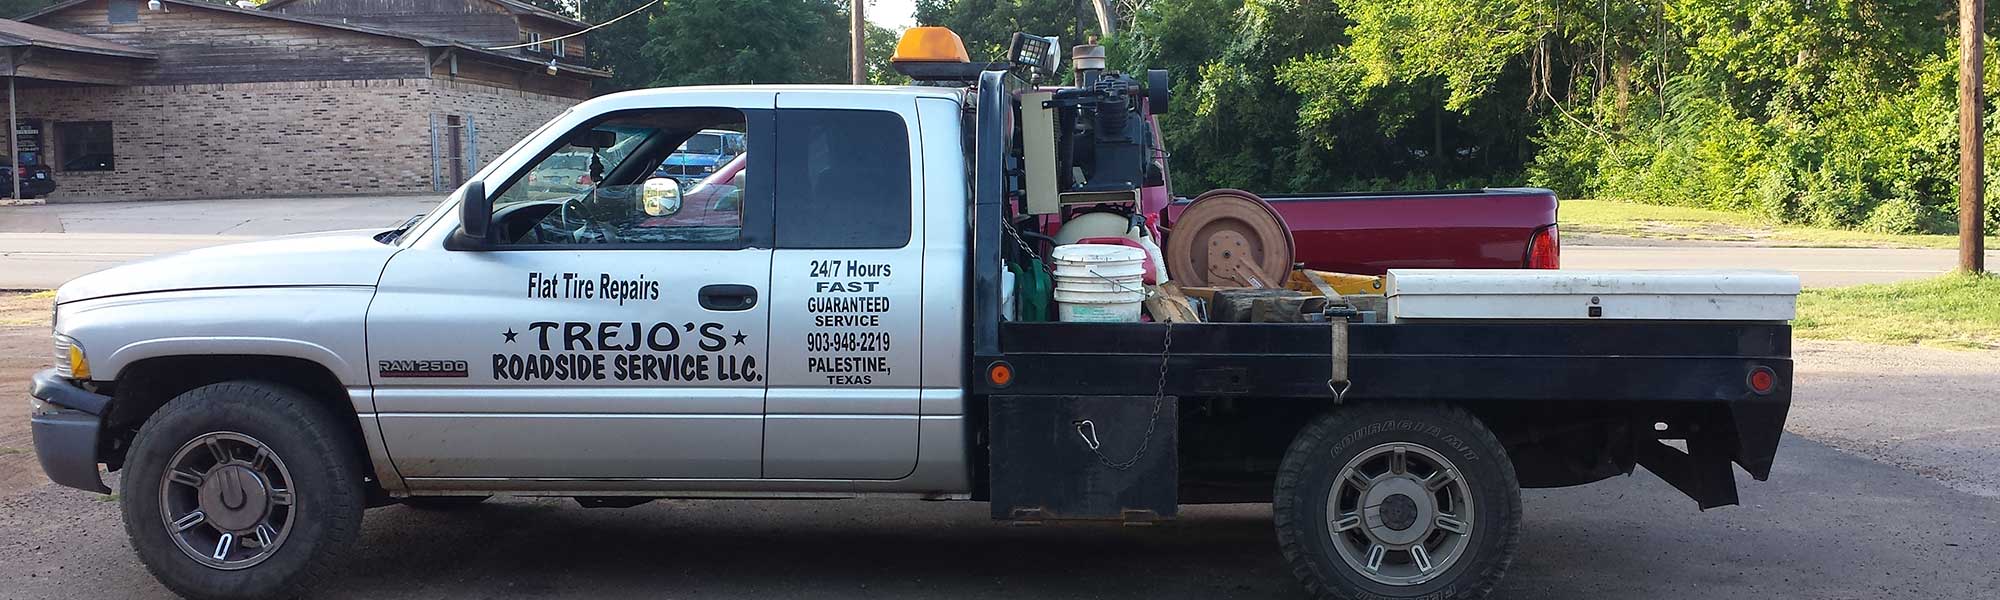 Flat Tire Repairs
★ TREJO'S ★
ROADSIDE SERVICE LLC.
RAM 2500
24/7 Hours
FAST
GUARANTEED
SERVICE
903-948-2219
PALESTINE,
TEXAS
COURAGIA M/T